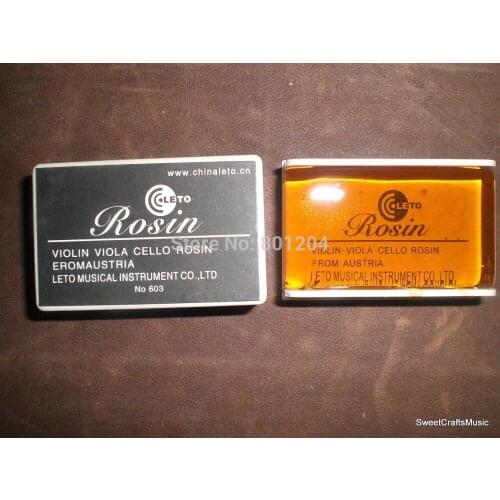 www.chinaleto.cn
LETO
Rosin
VIOLIN VIOLA CELLO ROSIN
EROMAUSTRIA
LETO MUSICAL INSTRUMENT CO.,LTD
No 603
LETO
Rosin
VIOLIN-VIOLA-CELLO ROSIN
FROM AUSTRIA
LETO MUSICAL INSTRUMENT CO. LTD
Store No: 801204
SweetCraftsMusic